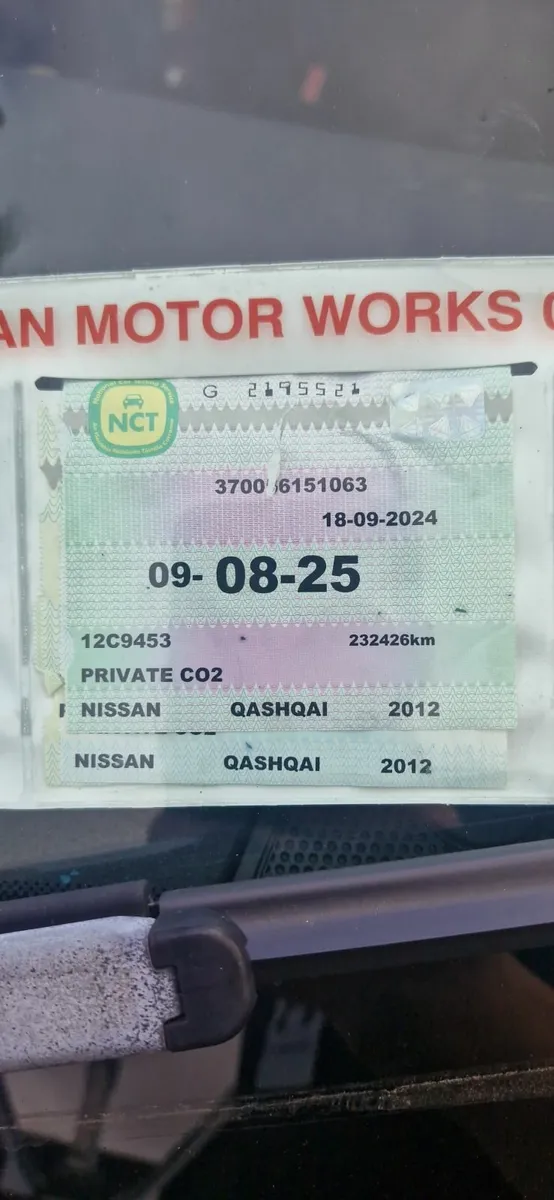 AN MOTOR WORKS
NCT
G 2195521
18-09-2024
09-08-25
12C9453 232426km
PRIVATE CO2
NISSAN QASHQAI 2012
NISSAN QASHQAI 2012